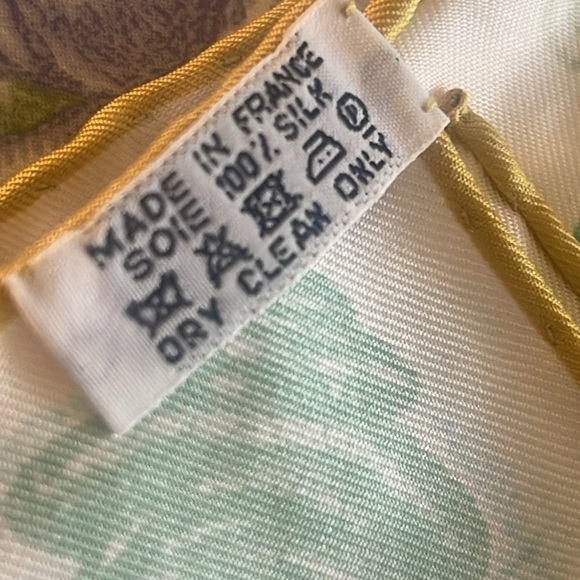 MADE IN FRANCE
SOIE 100% SILK
DRY CLEAN ONLY